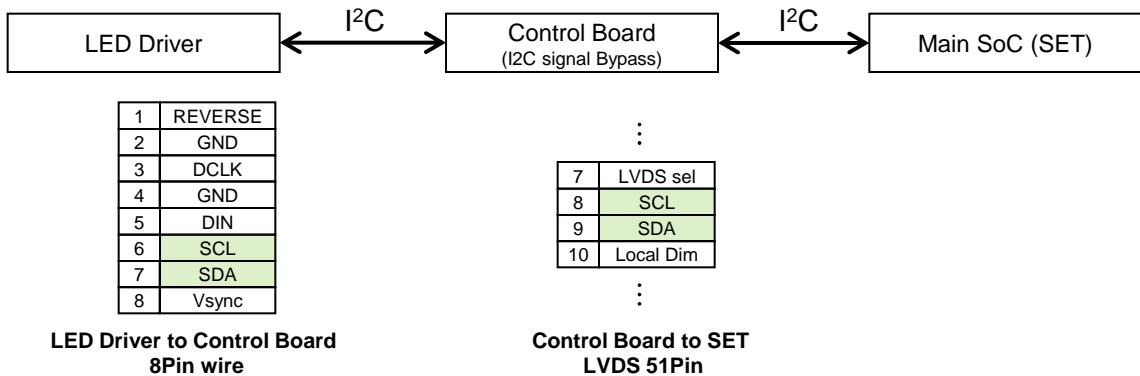 I²C
I²C
LED Driver
Control Board
(I2C signal Bypass)
Main SoC (SET)
1 REVERSE
2 GND
3 DCLK
4 GND
5 DIN
6 SCL
7 SDA
8 Vsync
LED Driver to Control Board
8Pin wire
⋮
7 LVDS sel
8 SCL
9 SDA
10 Local Dim
⋮
Control Board to SET
LVDS 51Pin